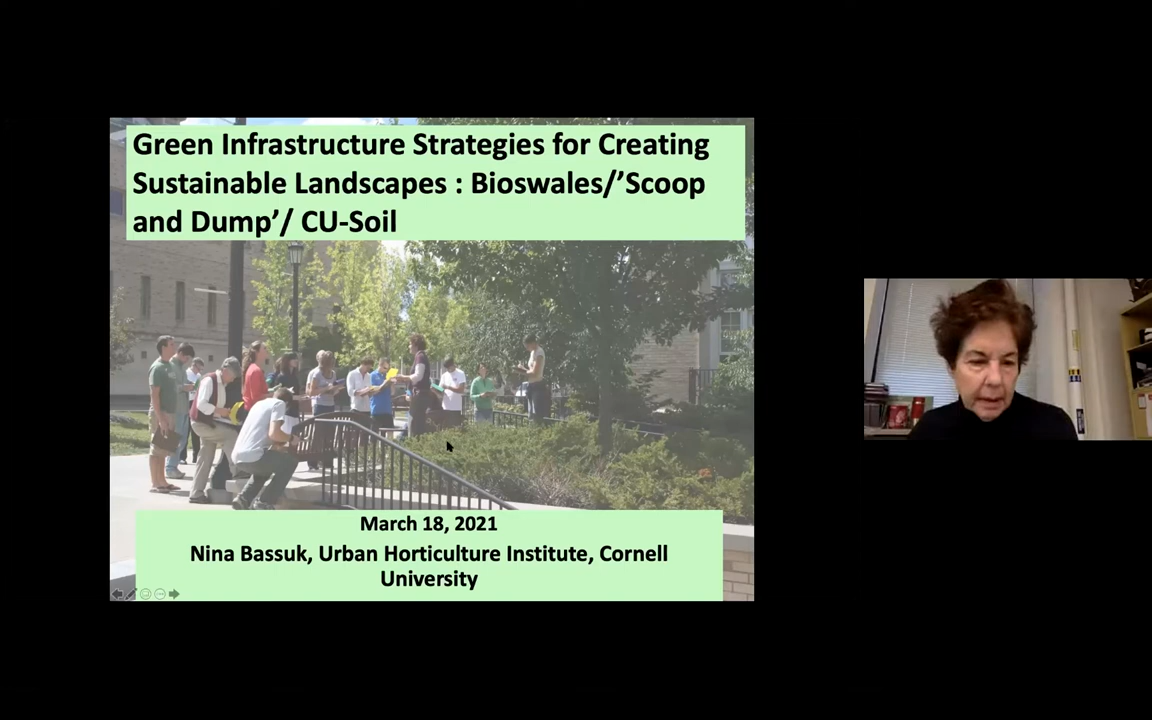 Green Infrastructure Strategies for Creating
Sustainable Landscapes : Bioswales/’Scoop
and Dump’/ CU-Soil
March 18, 2021
Nina Bassuk, Urban Horticulture Institute, Cornell
University